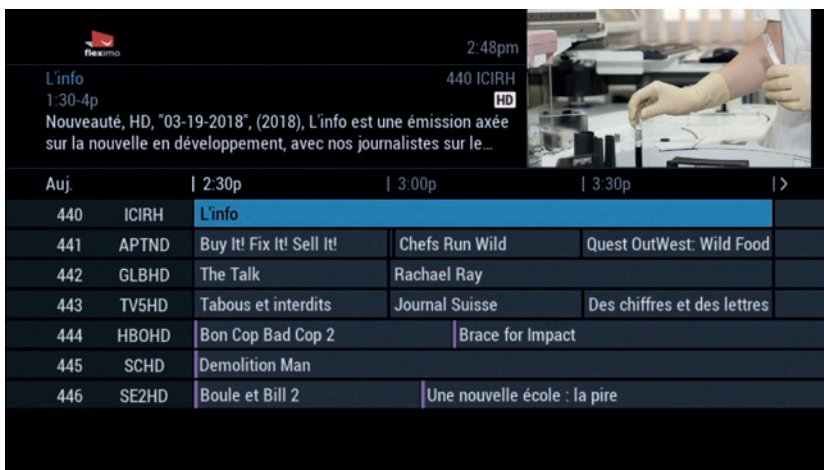 fleximo
2:48pm
L'info
440 ICIRH
1:30-4p
HD
Nouveauté, HD, "03-19-2018", (2018), L'info est une émission axée
sur la nouvelle en développement, avec nos journalistes sur le...
Auj. 2:30p 3:00p 3:30p >
440 ICIRH L'info
441 APTND Buy It! Fix It! Sell It! Chefs Run Wild Quest OutWest: Wild Food
442 GLBHD The Talk Rachael Ray
443 TV5HD Tabous et interdits Journal Suisse Des chiffres et des lettres
444 HBOHD Bon Cop Bad Cop 2 Brace for Impact
445 SCHD Demolition Man
446 SE2HD Boule et Bill 2 Une nouvelle école : la pire